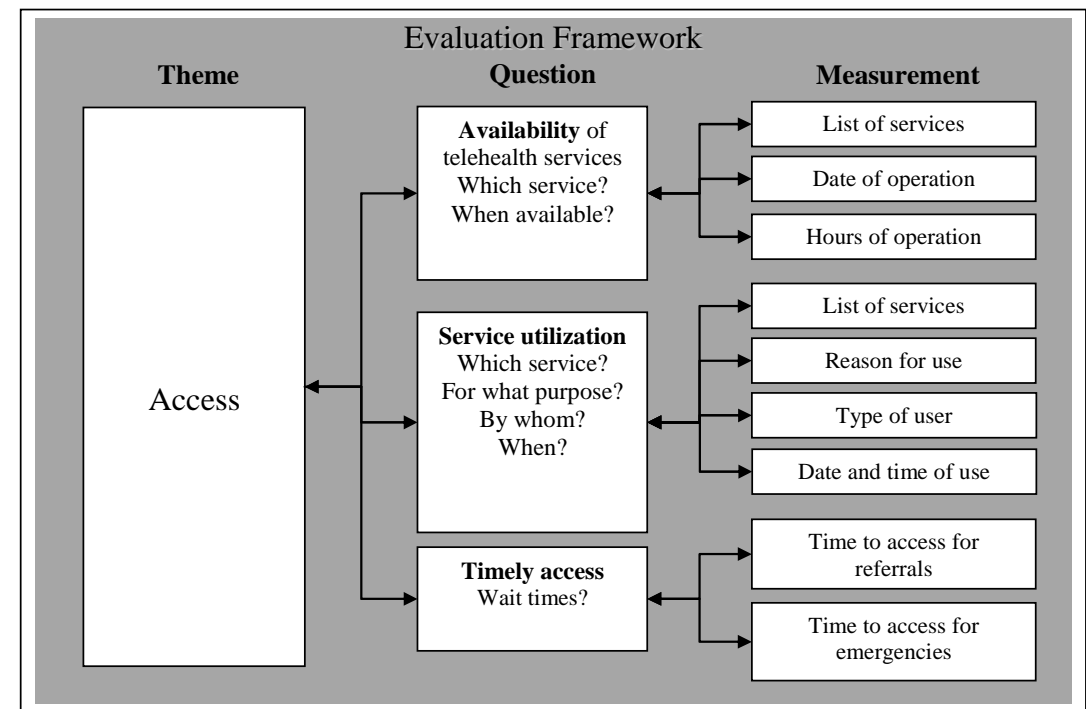 Evaluation Framework
Theme
Question
Measurement
Access
Availability of
telehealth services
Which service?
When available?
List of services
Date of operation
Hours of operation
Service utilization
Which service?
For what purpose?
By whom?
When?
List of services
Reason for use
Type of user
Date and time of use
Timely access
Wait times?
Time to access for
referrals
Time to access for
emergencies